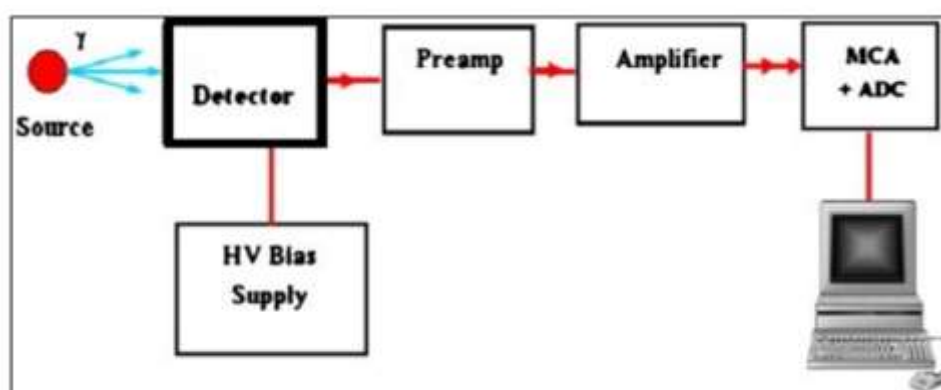 γ
Source
Detector
Preamp
Amplifier
MCA
+ ADC
HV Bias
Supply